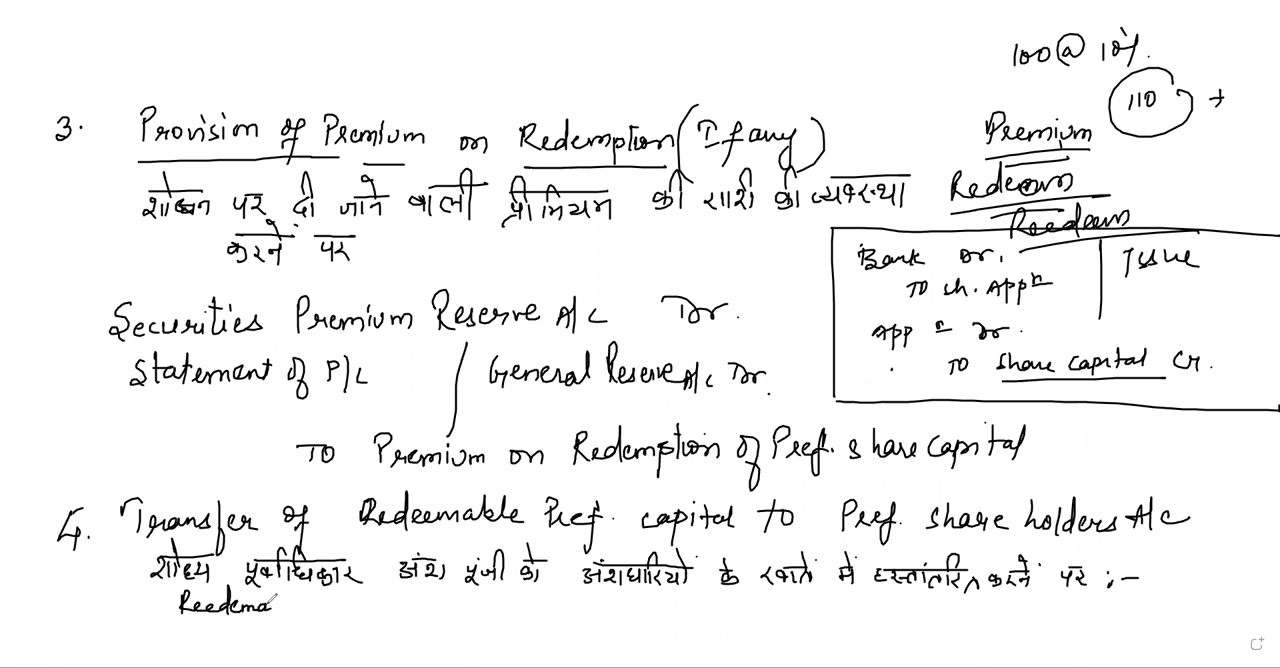 100 @ 10%.
110 +
3. Provision of Premium on Redemption (If any)
शोधन पर दी जाने वाली प्रीमियम की राशी की व्यवस्था
करने पर
Premium
Redeems
Reedeems
Bank Dr.
To sh. Appⁿ
Appⁿ Dr.
To share capital Cr.
Issue
Securities Premium Reserve A/c Dr.
Statement of P/L / General Reserve A/c Dr.
To Premium on Redemption of Pref. share capital
4. Transfer of Redeemable Pref. capital to Pref. share holders A/c
शोध्य पूर्वाधिकार अंश पूंजी को अंशधारियो के खाते में हस्तांतरित करने पर :-
Reedema